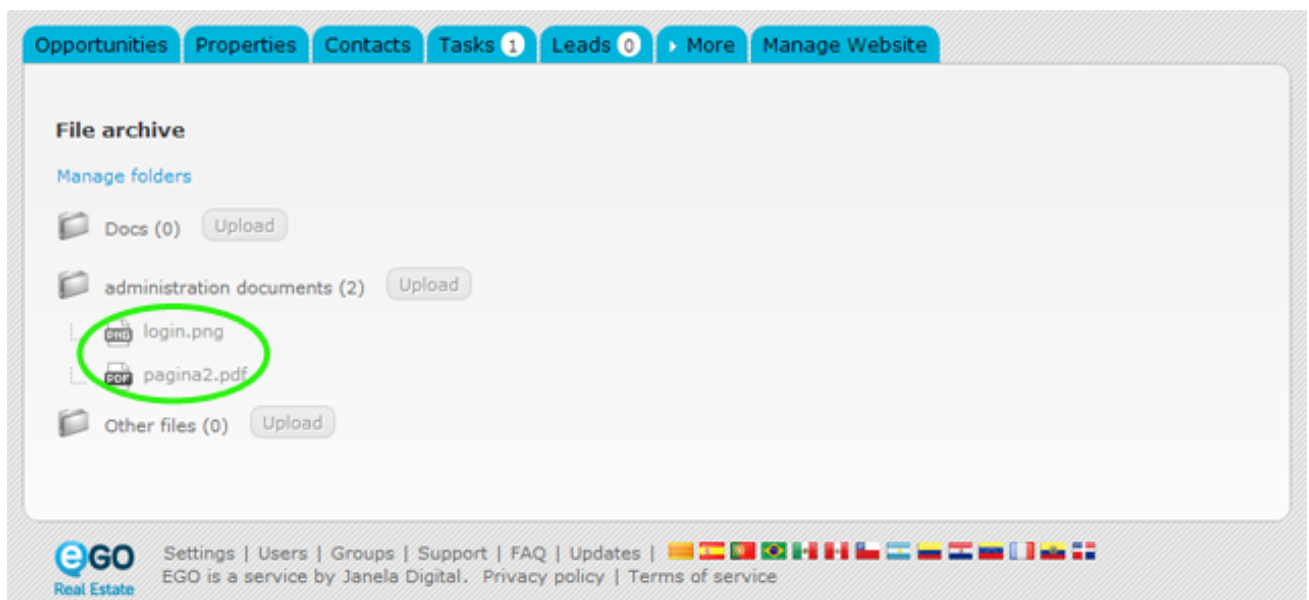 Opportunities Properties Contacts Tasks 1 Leads 0 More Manage Website
File archive
Manage folders
Docs (0) Upload
administration documents (2) Upload
PNG login.png
PDF pagina2.pdf
Other files (0) Upload
eGO Real Estate
Settings | Users | Groups | Support | FAQ | Updates |
EGO is a service by Janela Digital. Privacy policy | Terms of service